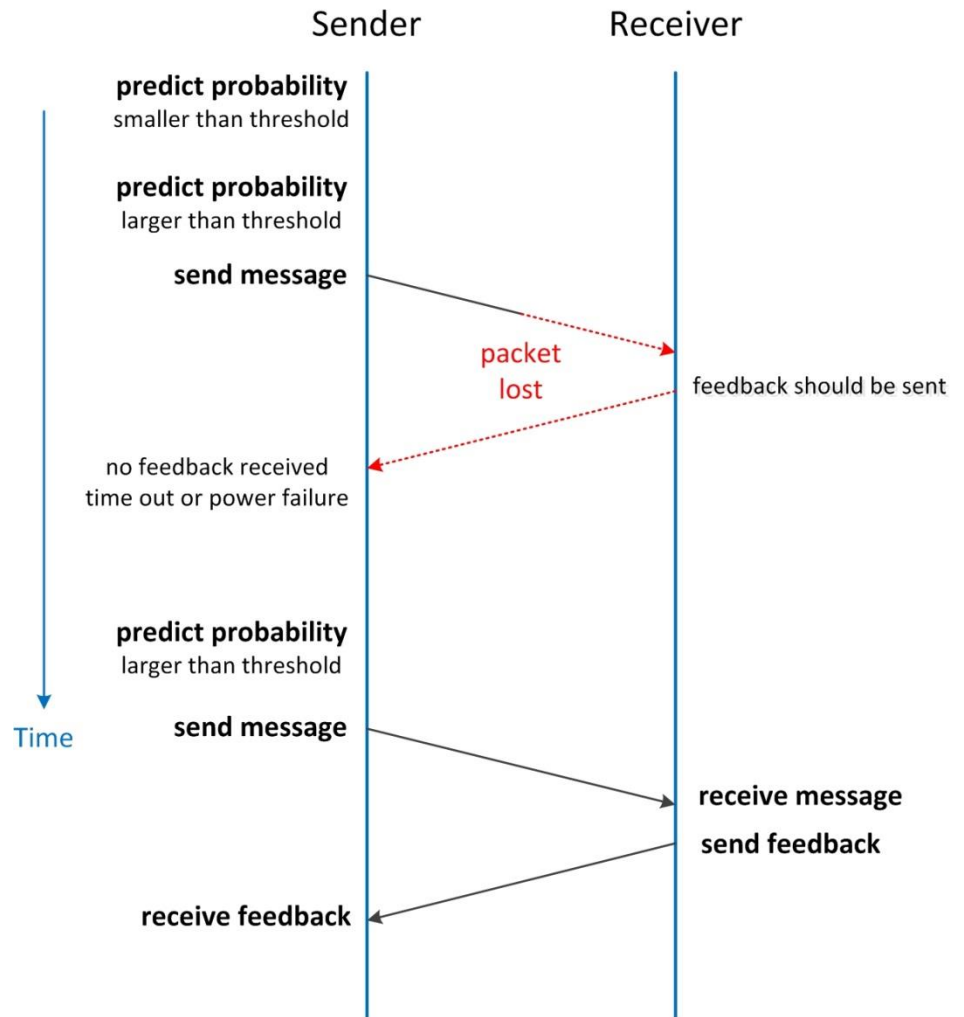 Sender
Receiver
predict probability
smaller than threshold
predict probability
larger than threshold
send message
packet
lost
feedback should be sent
no feedback received
time out or power failure
predict probability
larger than threshold
send message
Time
receive message
send feedback
receive feedback